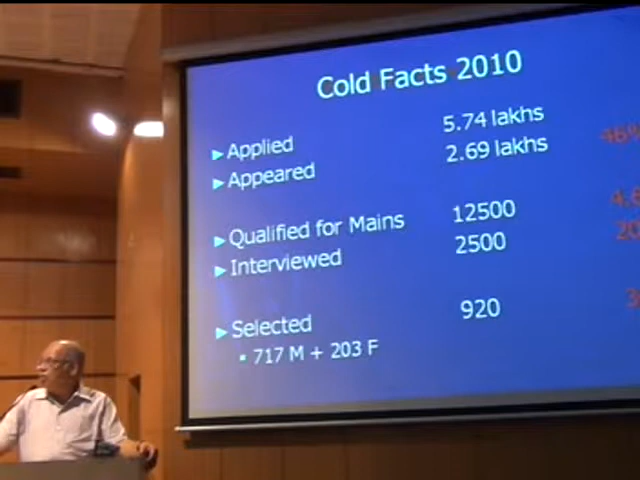 Cold Facts 2010
Applied 5.74 lakhs
Appeared 2.69 lakhs 46%
Qualified for Mains 12500
Interviewed 2500
Selected 920
717 M + 203 F